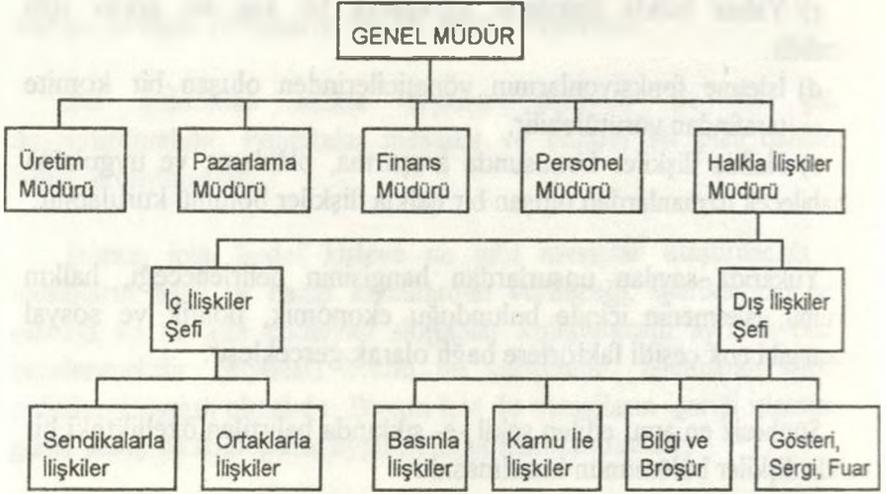 GENEL MÜDÜR
Üretim
Müdürü
Pazarlama
Müdürü
Finans
Müdürü
Personel
Müdürü
Halkla İlişkiler
Müdürü
İç İlişkiler
Şefi
Dış İlişkiler
Şefi
Sendikalarla
İlişkiler
Ortaklarla
İlişkiler
Basınla
İlişkiler
Kamu İle
İlişkiler
Bilgi ve
Broşür
Gösteri,
Sergi, Fuar